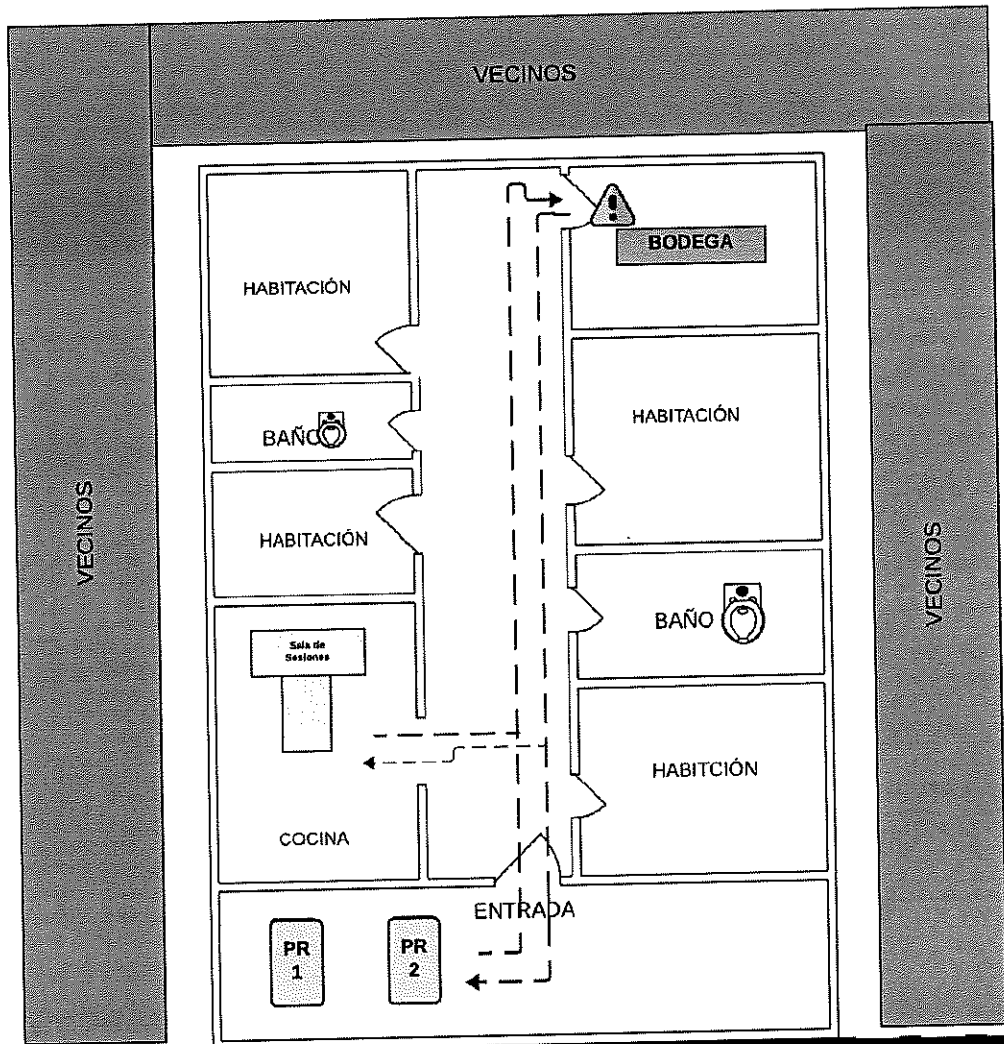 VECINOS
VECINOS
VECINOS
BODEGA
HABITACIÓN
HABITACIÓN
BAÑO
HABITACIÓN
BAÑO
Sala de
Sesiones
HABITCIÓN
COCINA
ENTRADA
PR
1
PR
2